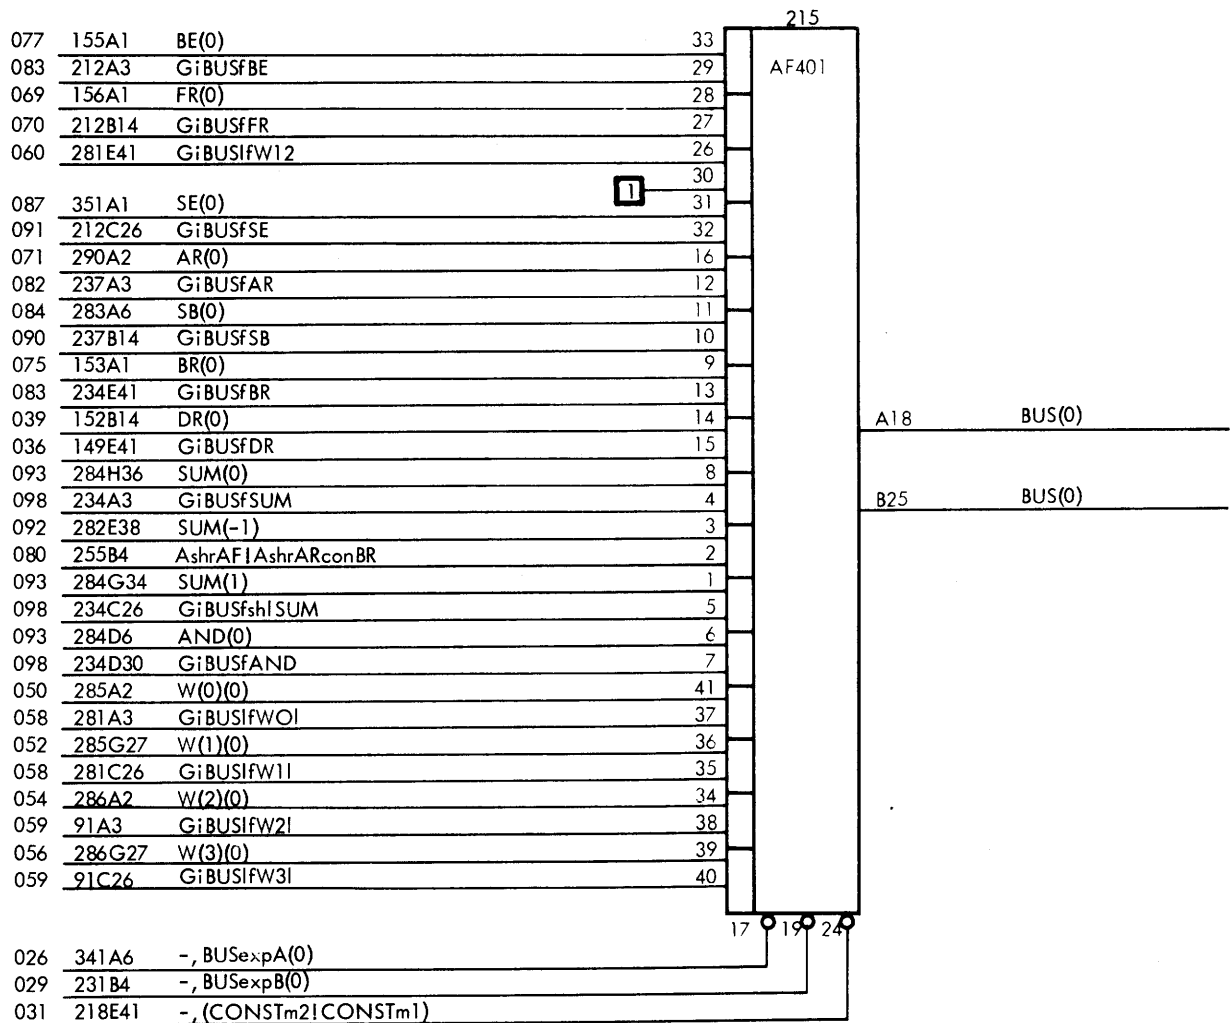 215
AF401
077 155A1 BE(0) 33
083 212A3 GiBUSfBE 29
069 156A1 FR(0) 28
070 212B14 GiBUSfFR 27
060 281E41 GiBUSlfW12 26
30
1
087 351A1 SE(0) 31
091 212C26 GiBUSfSE 32
071 290A2 AR(0) 16
082 237A3 GiBUSfAR 12
084 283A6 SB(0) 11
090 237B14 GiBUSfSB 10
075 153A1 BR(0) 9
083 234E41 GiBUSfBR 13
039 152B14 DR(0) 14
A18 BUS(0)
036 149E41 GiBUSfDR 15
093 284H36 SUM(0) 8
098 234A3 GiBUSfSUM 4
B25 BUS(0)
092 282E38 SUM(-1) 3
080 255B4 AshrAF!AshrARconBR 2
093 284G34 SUM(1) 1
098 234C26 GiBUSfshlSUM 5
093 284D6 AND(0) 6
098 234D30 GiBUSfAND 7
050 285A2 W(0)(0) 41
058 281A3 GiBUSlfW0l 37
052 285G27 W(1)(0) 36
058 281C26 GiBUSlfW1l 35
054 286A2 W(2)(0) 34
059 91A3 GiBUSlfW2l 38
056 286G27 W(3)(0) 39
059 91C26 GiBUSlfW3l 40
17 19 24
026 341A6 -, BUSexpA(0)
029 231B4 -, BUSexpB(0)
031 218E41 -, (CONSTm2!CONSTm1)